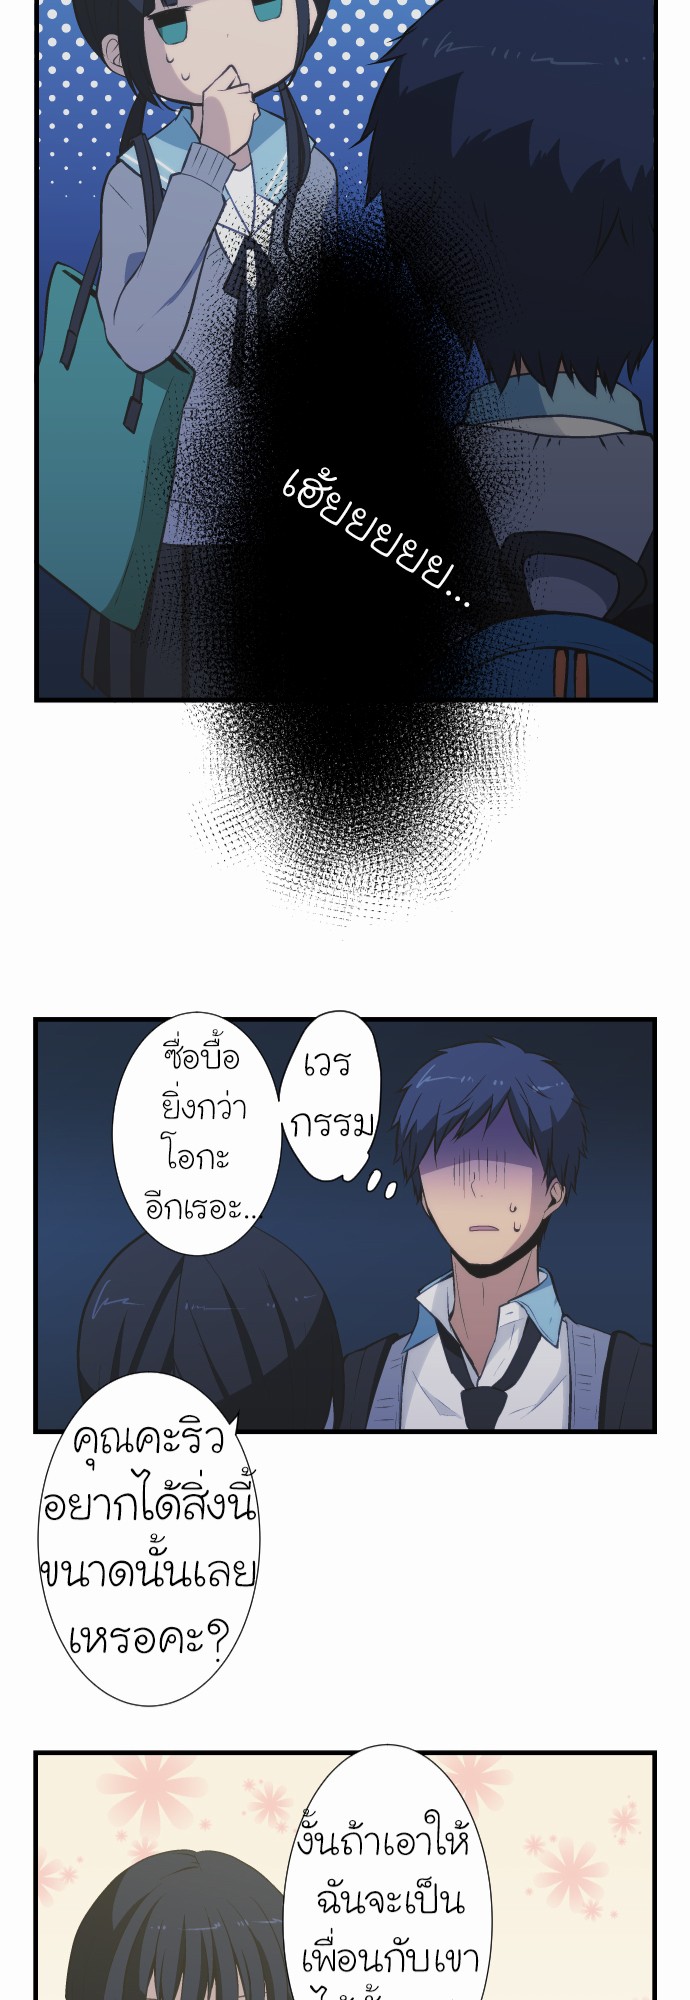 เฮ้ยยยยย...
เวร
กรรม
ซื่อบื้อ
ยิ่งกว่า
โอกะ
อีกเรอะ...
คุณคะริว
อยากได้สิ่งนี้
ขนาดนั้นเลย
เหรอคะ?
งั้นถ้าเอาให้
ฉันจะเป็น
เพื่อนกับเขา